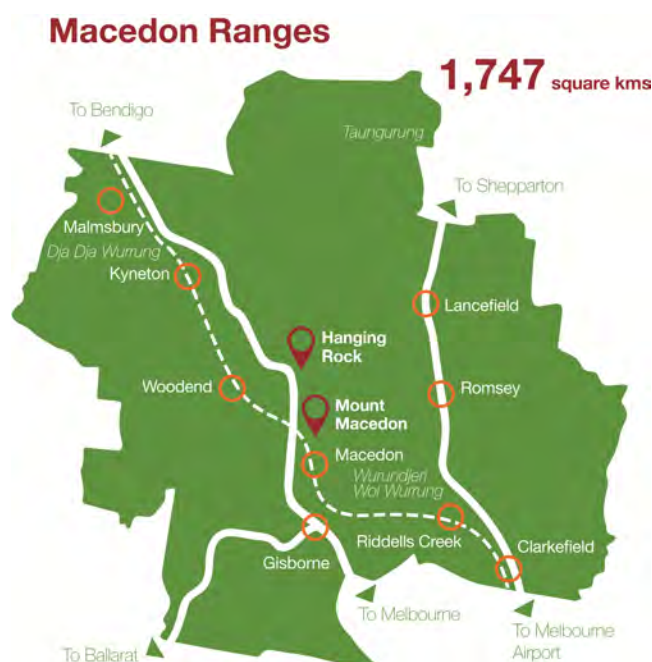 Macedon Ranges
1,747 square kms
To Bendigo
Taungurung
To Shepparton
Malmsbury
Dja Dja Wurrung
Kyneton
Lancefield
Hanging
Rock
Woodend
Romsey
Mount
Macedon
Macedon
Wurundjeri
Woi Wurrung
Riddells Creek
Clarkefield
Gisborne
To Melbourne
To Melbourne
Airport
To Ballarat